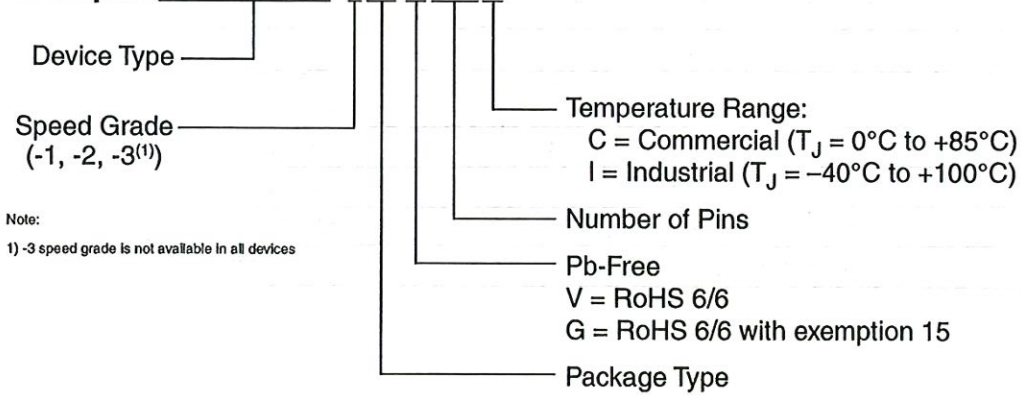 Device Type
Speed Grade
(-1, -2, -3(1))
Note:
1) -3 speed grade is not available in all devices
Temperature Range:
C = Commercial (TJ = 0°C to +85°C)
I = Industrial (TJ = –40°C to +100°C)
Number of Pins
Pb-Free
V = RoHS 6/6
G = RoHS 6/6 with exemption 15
Package Type